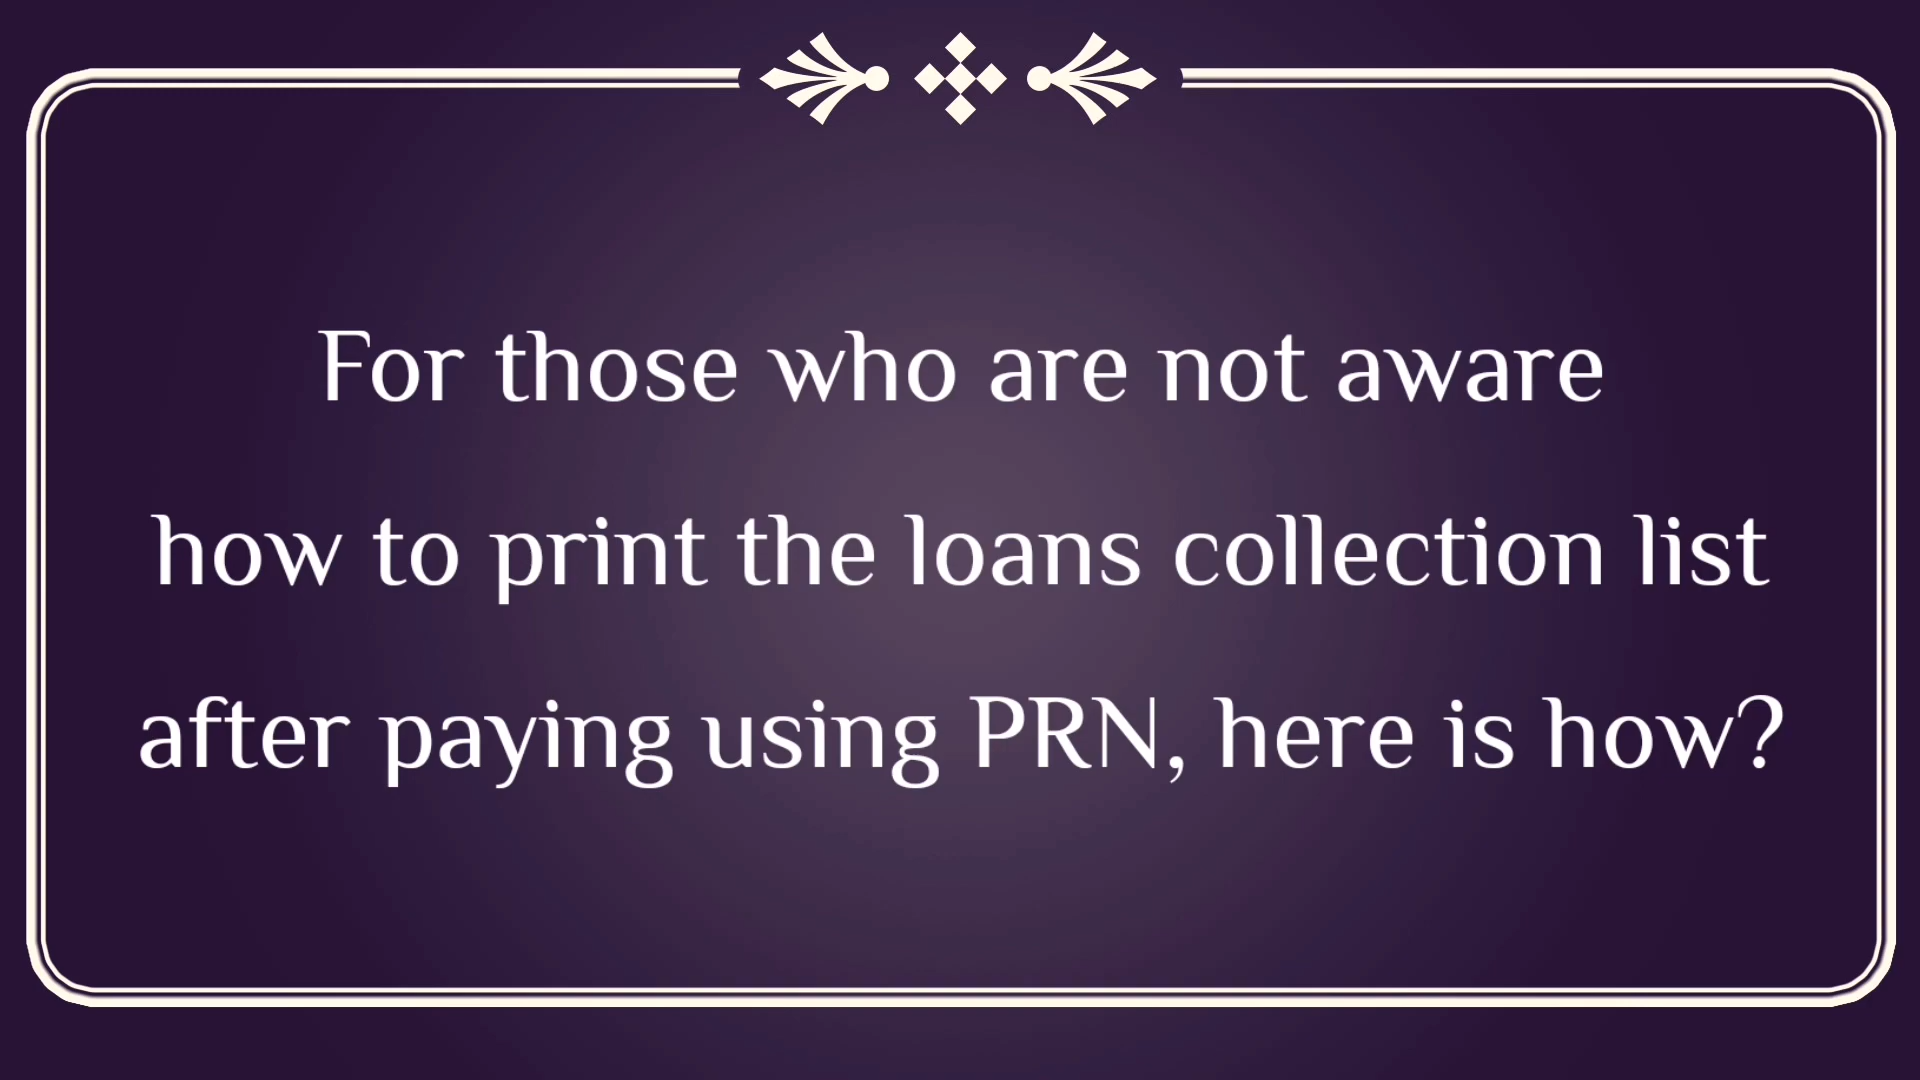 For those who are not aware
how to print the loans collection list
after paying using PRN, here is how?